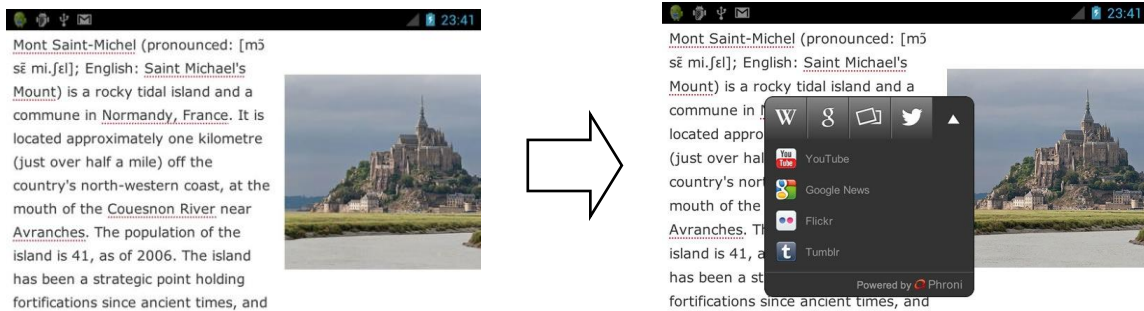 23:41
Mont Saint-Michel (pronounced: [mɔ̃
sɛ̃ mi.ʃɛl]; English: Saint Michael's
Mount) is a rocky tidal island and a
commune in Normandy, France. It is
located approximately one kilometre
(just over half a mile) off the
country's north-western coast, at the
mouth of the Couesnon River near
Avranches. The population of the
island is 41, as of 2006. The island
has been a strategic point holding
fortifications since ancient times, and
23:41
Mont Saint-Michel (pronounced: [mɔ̃
sɛ̃ mi.ʃɛl]; English: Saint Michael's
Mount) is a rocky tidal island and a
commune in
located appro
(just over hal
country's nort
mouth of the
Avranches. Th
island is 41, a
has been a st
fortifications since ancient times, and
W g
You Tube YouTube
g Google News
Flickr
t Tumblr
Powered by Phroni